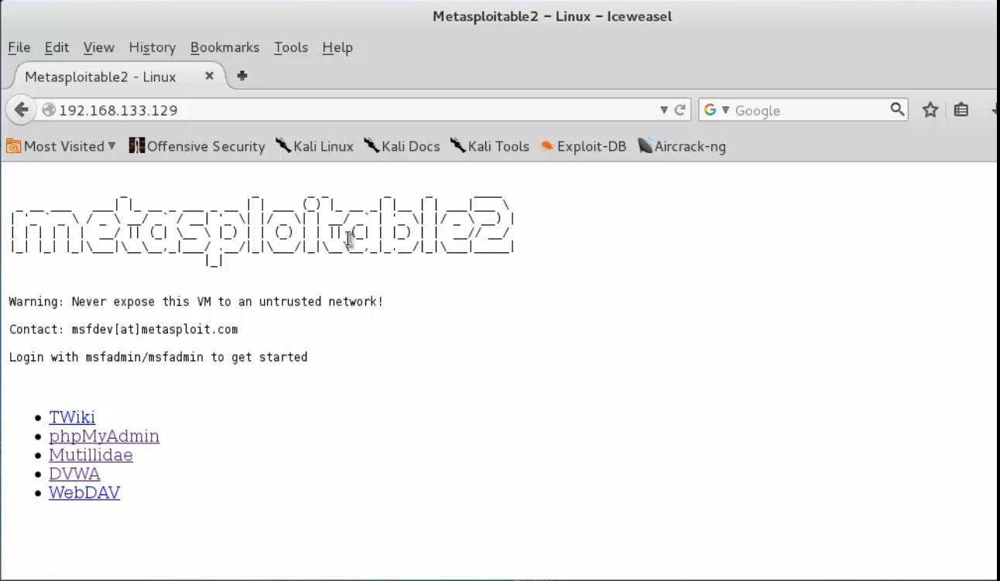 Metasploitable2 – Linux – Iceweasel
File Edit View History Bookmarks Tools Help
Metasploitable2 - Linux
192.168.133.129 Google
Most Visited Offensive Security Kali Linux Kali Docs Kali Tools Exploit-DB Aircrack-ng
metasploitable2
Warning: Never expose this VM to an untrusted network!
Contact: msfdev[at]metasploit.com
Login with msfadmin/msfadmin to get started
TWiki
phpMyAdmin
Mutillidae
DVWA
WebDAV